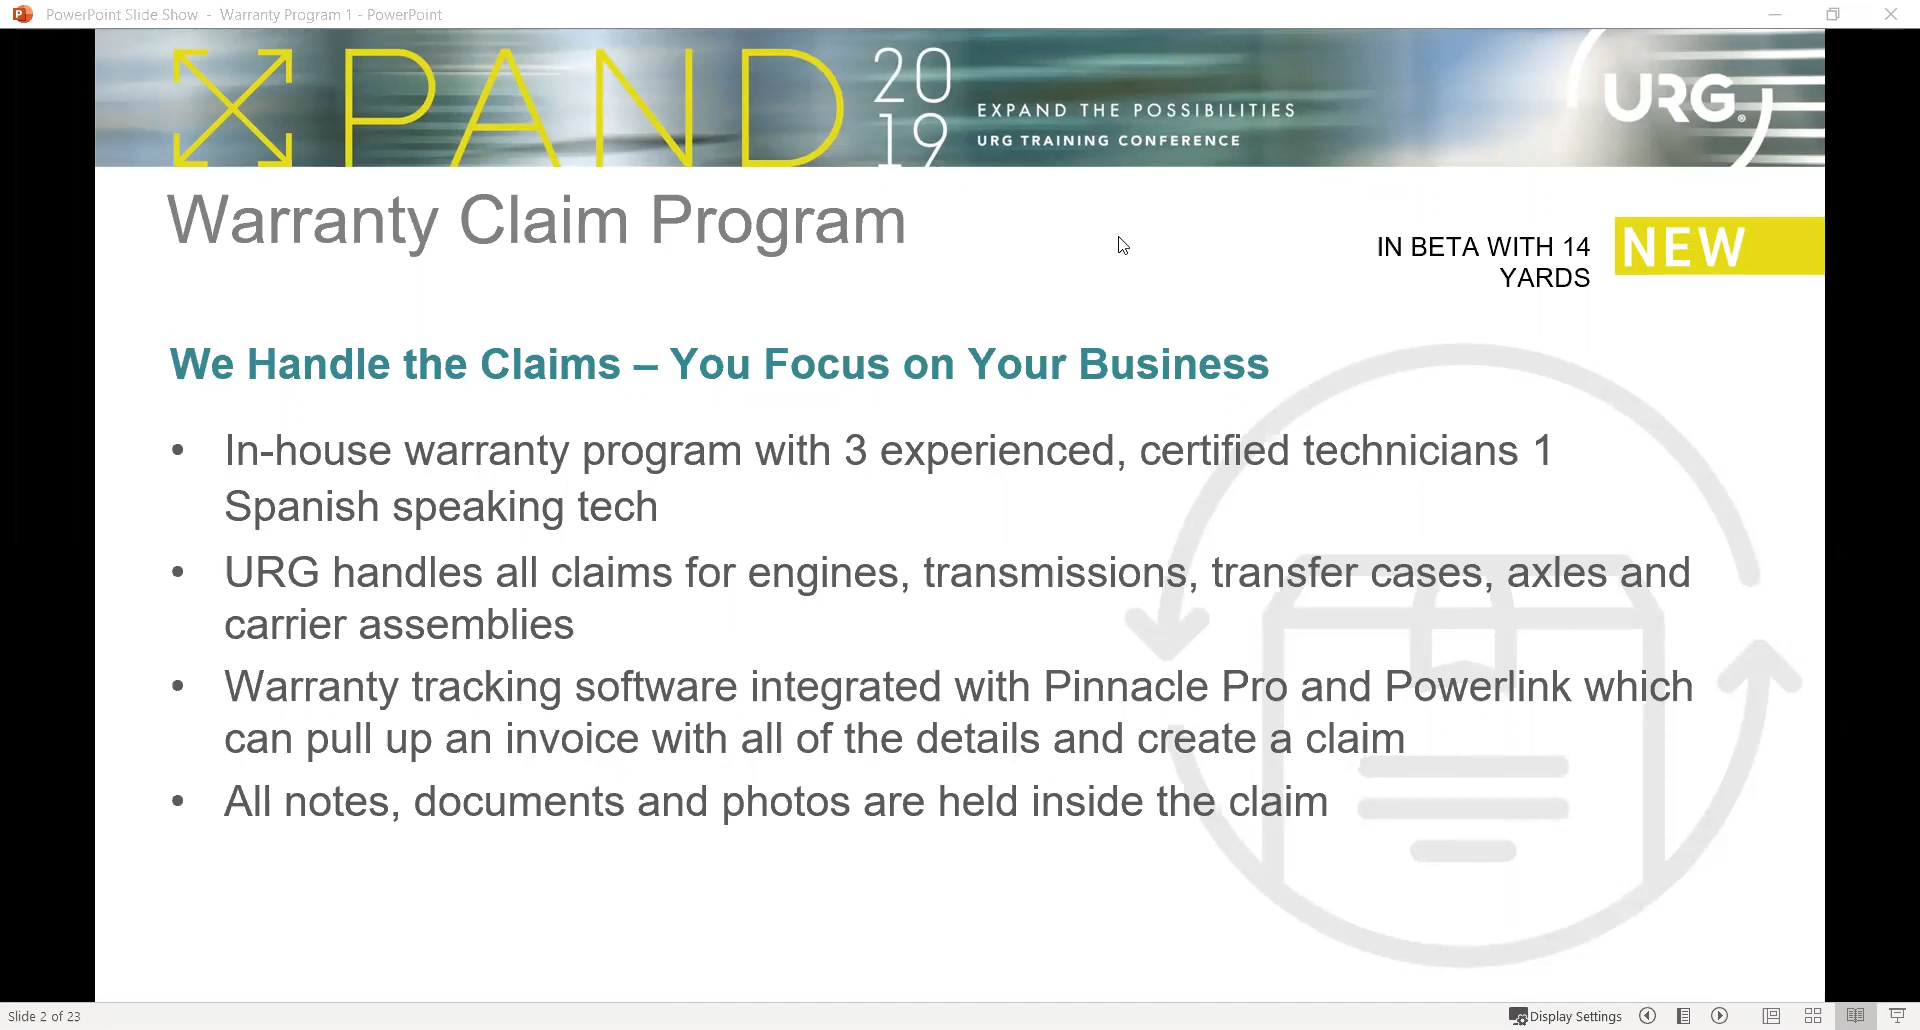 PowerPoint Slide Show - Warranty Program 1 - PowerPoint
XPAND
20
19
EXPAND THE POSSIBILITIES
URG TRAINING CONFERENCE
URG®
Warranty Claim Program
IN BETA WITH 14
YARDS
NEW
We Handle the Claims – You Focus on Your Business
• In-house warranty program with 3 experienced, certified technicians 1
Spanish speaking tech
• URG handles all claims for engines, transmissions, transfer cases, axles and
carrier assemblies
• Warranty tracking software integrated with Pinnacle Pro and Powerlink which
can pull up an invoice with all of the details and create a claim
• All notes, documents and photos are held inside the claim
Slide 2 of 23
Display Settings